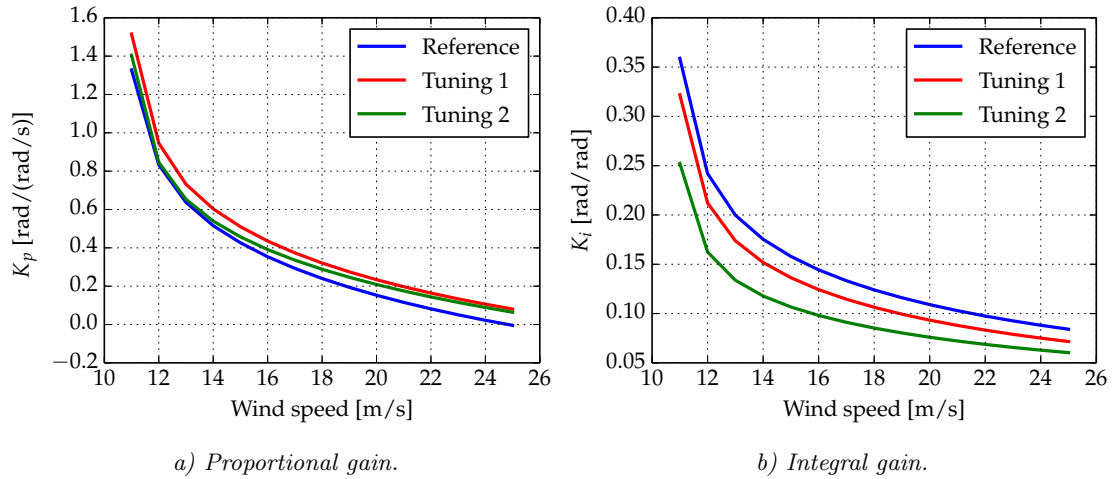 1.6
1.4
1.2
1.0
0.8
0.6
0.4
0.2
0.0
−0.2
10 12 14 16 18 20 22 24 26
K_p [rad/(rad/s)]
Wind speed [m/s]
Reference
Tuning 1
Tuning 2
a) Proportional gain.
0.40
0.35
0.30
0.25
0.20
0.15
0.10
0.05
10 12 14 16 18 20 22 24 26
K_i [rad/rad]
Wind speed [m/s]
Reference
Tuning 1
Tuning 2
b) Integral gain.